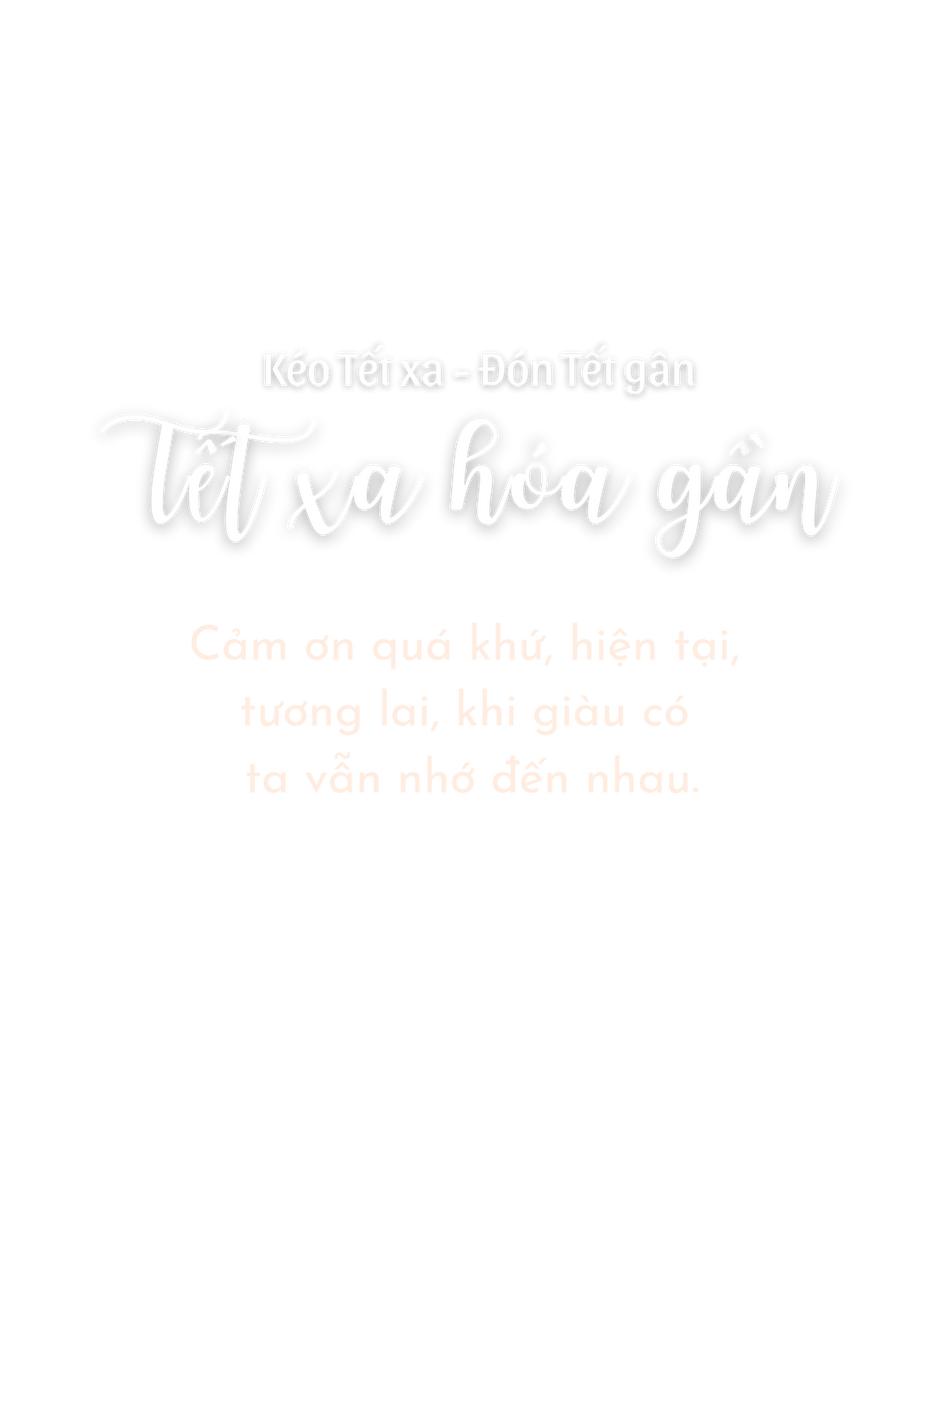 Kéo Tết xa - Đón Tết gân
Tết xa hóa gần
Cảm ơn quá khứ, hiện tại,
tương lai, khi giàu có
ta vẫn nhớ đến nhau.